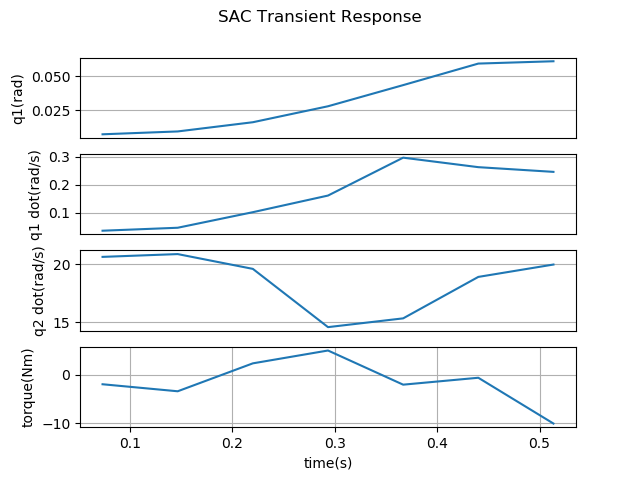 SAC Transient Response
q1(rad)
0.050
0.025
q1 dot(rad/s)
0.3
0.2
0.1
q2 dot(rad/s)
20
15
torque(Nm)
0
−10
0.1 0.2 0.3 0.4 0.5
time(s)